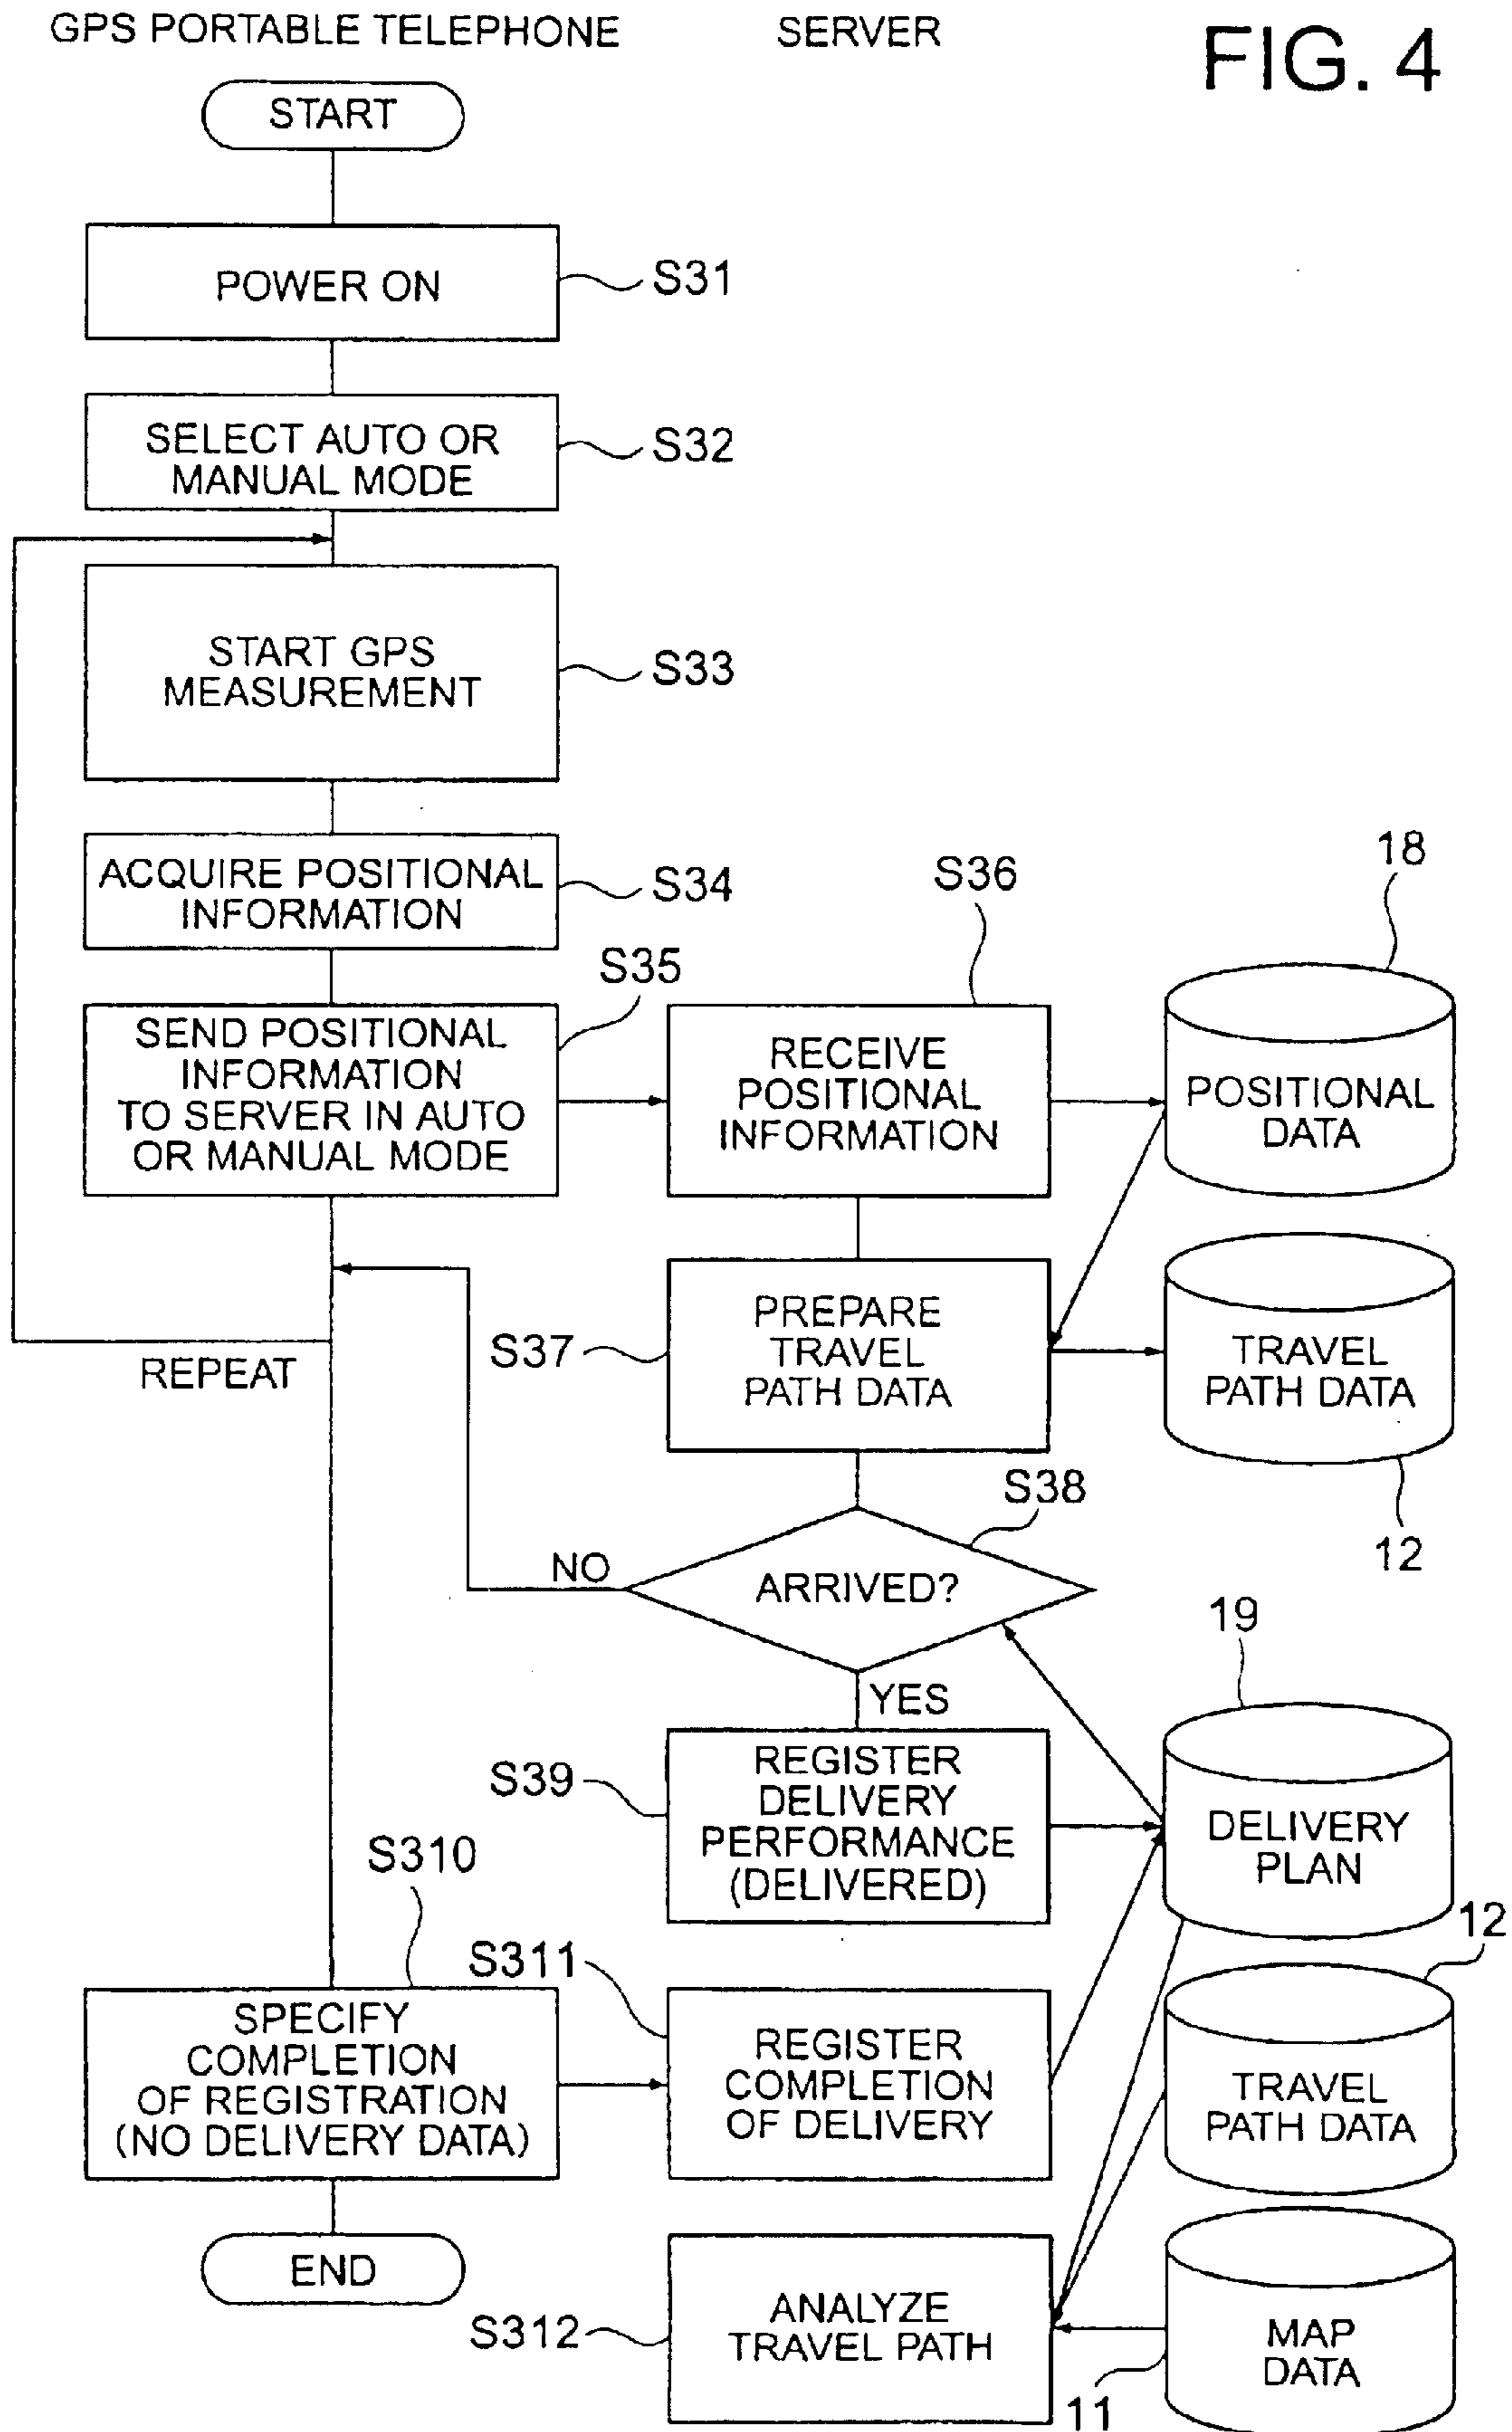 GPS PORTABLE TELEPHONE
SERVER
FIG. 4
START
POWER ON
S31
SELECT AUTO OR
MANUAL MODE
S32
START GPS
MEASUREMENT
S33
ACQUIRE POSITIONAL
INFORMATION
S34
S35
SEND POSITIONAL
INFORMATION
TO SERVER IN AUTO
OR MANUAL MODE
S36
RECEIVE
POSITIONAL
INFORMATION
18
POSITIONAL
DATA
REPEAT
S37
PREPARE
TRAVEL
PATH DATA
TRAVEL
PATH DATA
12
S38
ARRIVED?
NO
YES
S39
REGISTER
DELIVERY
PERFORMANCE
(DELIVERED)
19
DELIVERY
PLAN
S310
SPECIFY
COMPLETION
OF REGISTRATION
(NO DELIVERY DATA)
S311
REGISTER
COMPLETION
OF DELIVERY
12
TRAVEL
PATH DATA
END
S312
ANALYZE
TRAVEL PATH
MAP
DATA
11